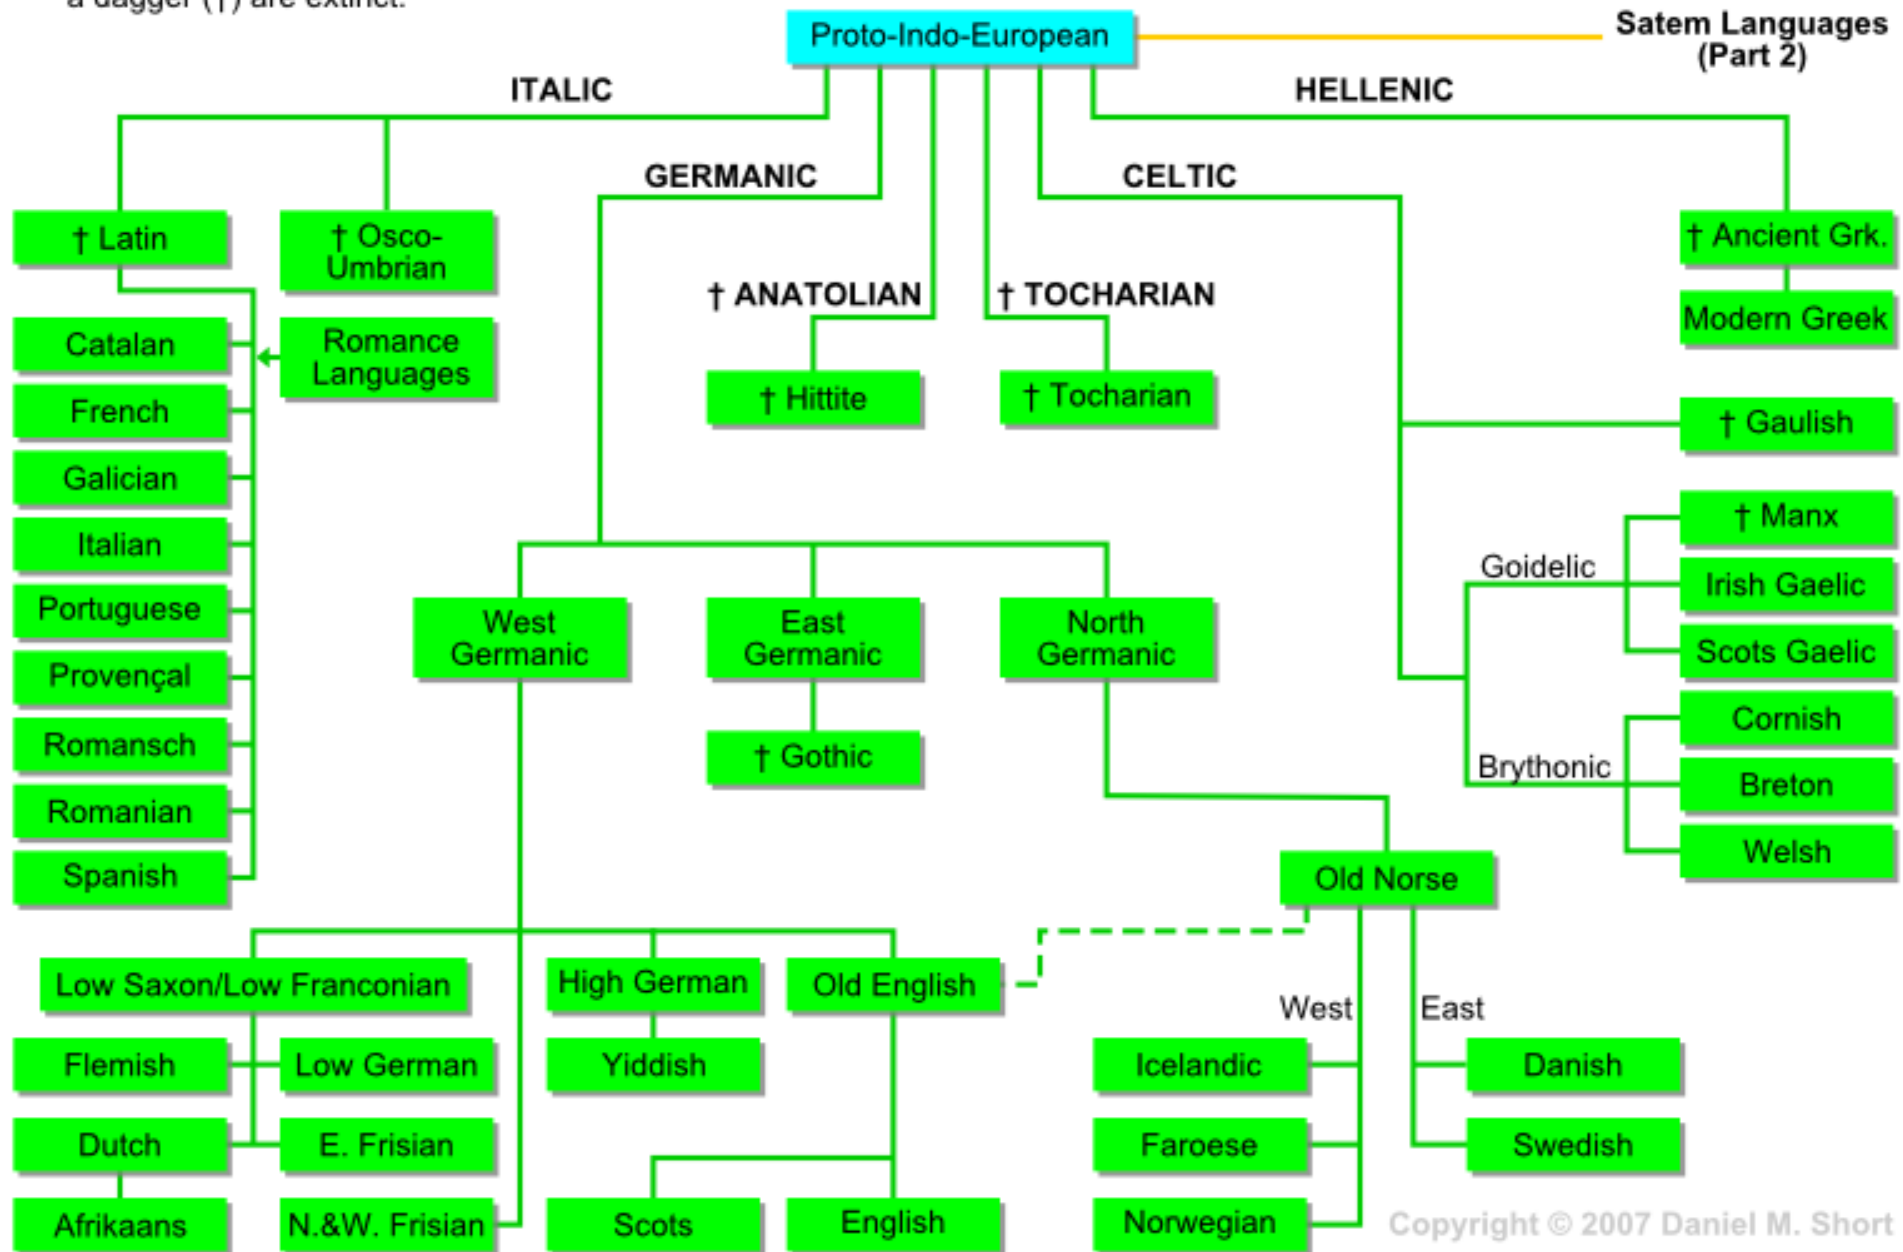 a dagger (†) are extinct.
Proto-Indo-European
Satem Languages
(Part 2)
ITALIC
HELLENIC
GERMANIC
CELTIC
† Latin
† Osco-
Umbrian
† Ancient Grk.
† ANATOLIAN
† TOCHARIAN
Modern Greek
Catalan
Romance
Languages
French
† Hittite
† Tocharian
† Gaulish
Galician
Italian
† Manx
Goidelic
Irish Gaelic
Portuguese
West
Germanic
East
Germanic
North
Germanic
Scots Gaelic
Provençal
Romansch
† Gothic
Cornish
Brythonic
Breton
Romanian
Welsh
Spanish
Old Norse
Low Saxon/Low Franconian
High German
Old English
West
East
Flemish
Low German
Yiddish
Icelandic
Danish
Dutch
E. Frisian
Faroese
Swedish
Afrikaans
N.&W. Frisian
Scots
English
Norwegian
Copyright © 2007 Daniel M. Short